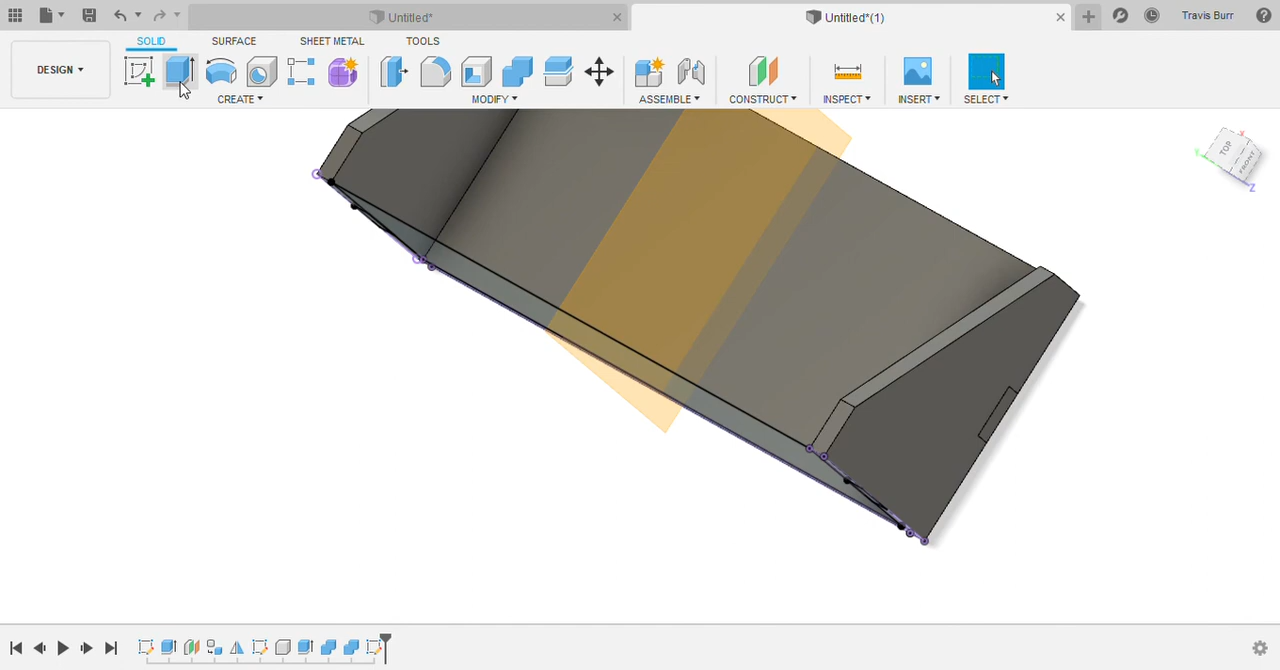 Untitled*
Untitled*(1)
Travis Burr
DESIGN
SOLID
SURFACE
SHEET METAL
TOOLS
CREATE
MODIFY
ASSEMBLE
CONSTRUCT
INSPECT
INSERT
SELECT
TOP
FRONT
X
Y
Z